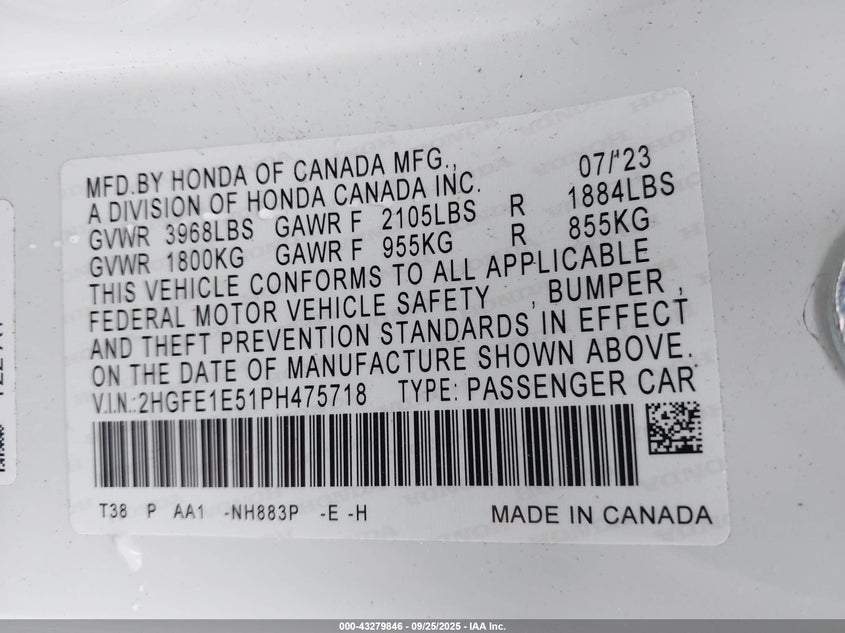 MFD.BY HONDA OF CANADA MFG., 07/'23
A DIVISION OF HONDA CANADA INC.
GVWR 3968LBS GAWR F 2105LBS R 1884LBS
GVWR 1800KG GAWR F 955KG R 855KG
THIS VEHICLE CONFORMS TO ALL APPLICABLE
FEDERAL MOTOR VEHICLE SAFETY , BUMPER ,
AND THEFT PREVENTION STANDARDS IN EFFECT
ON THE DATE OF MANUFACTURE SHOWN ABOVE.
V.I.N.:2HGFE1E51PH475718 TYPE: PASSENGER CAR
T38 P AA1 -NH883P -E -H MADE IN CANADA
000-43279846 - 09/25/2025 - IAA Inc.